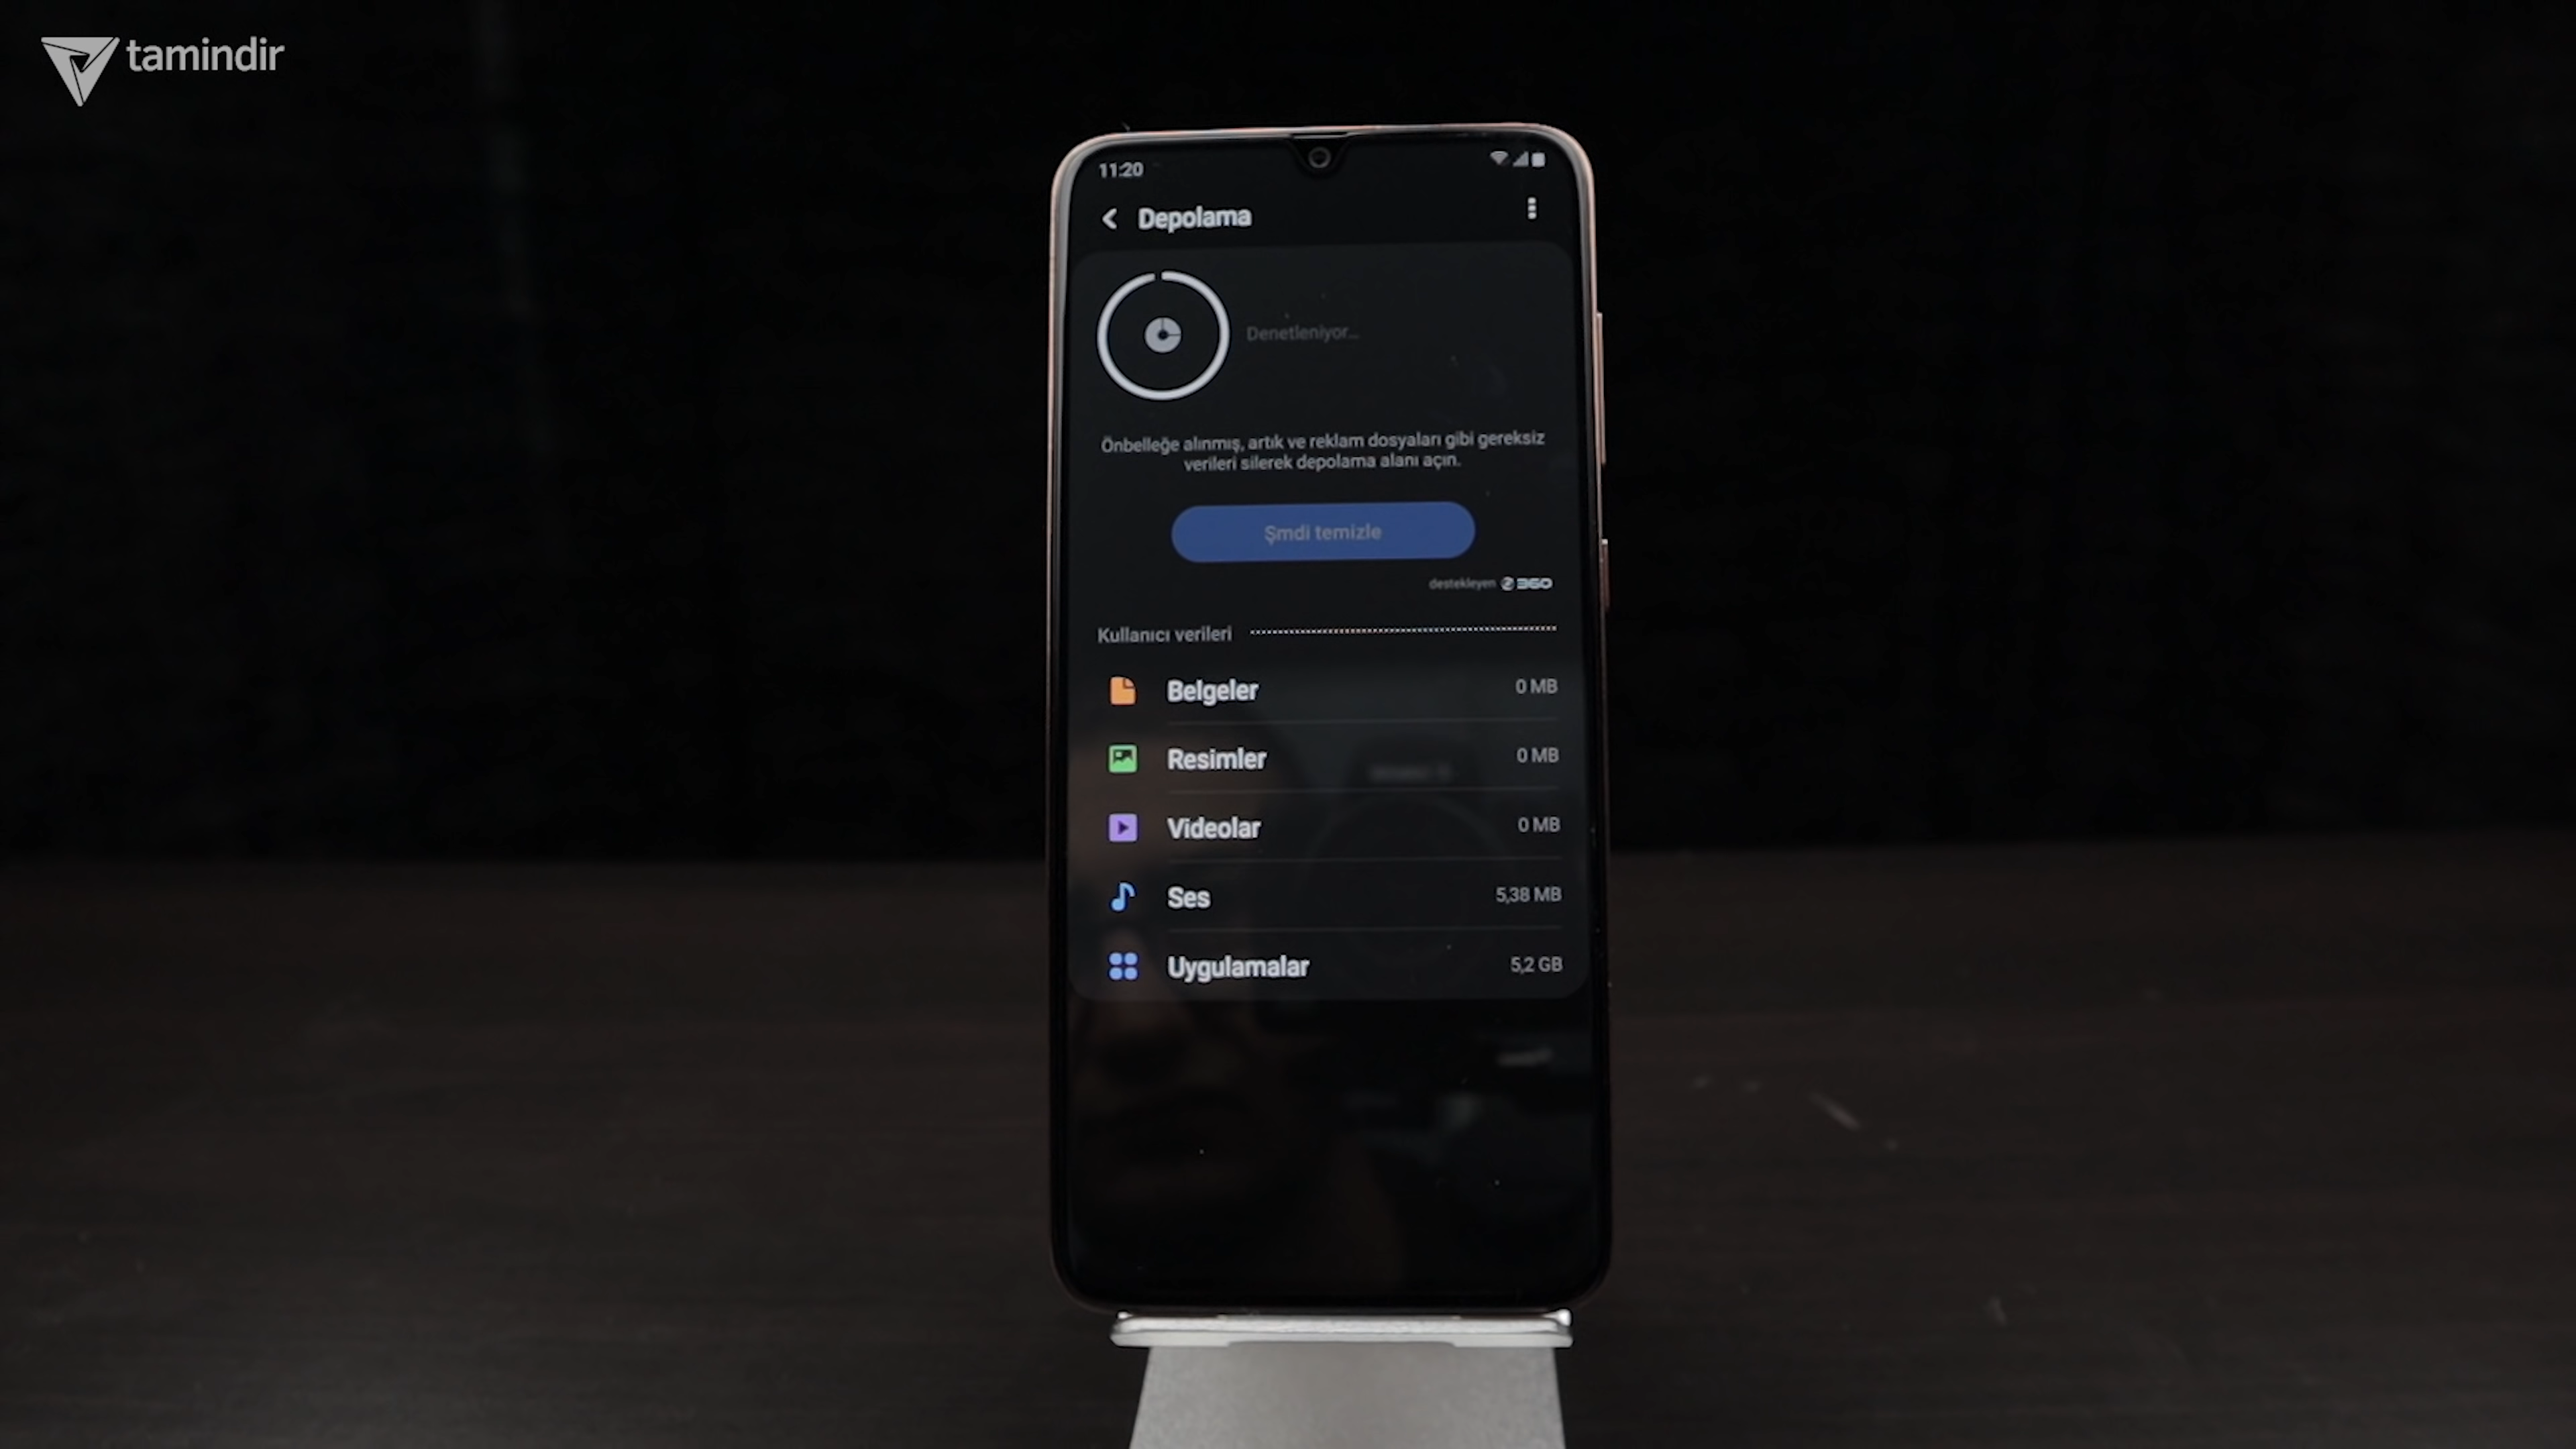 tamindir
11:20
Depolama
Denetleniyor...
Önbelleğe alınmış, artık ve reklam dosyaları gibi gereksiz
verileri silerek depolama alanı açın.
Şmdi temizle
destekleyen 360
Kullanıcı verileri
Belgeler 0 MB
Resimler 0 MB
Videolar 0 MB
Ses 5,38 MB
Uygulamalar 5,2 GB